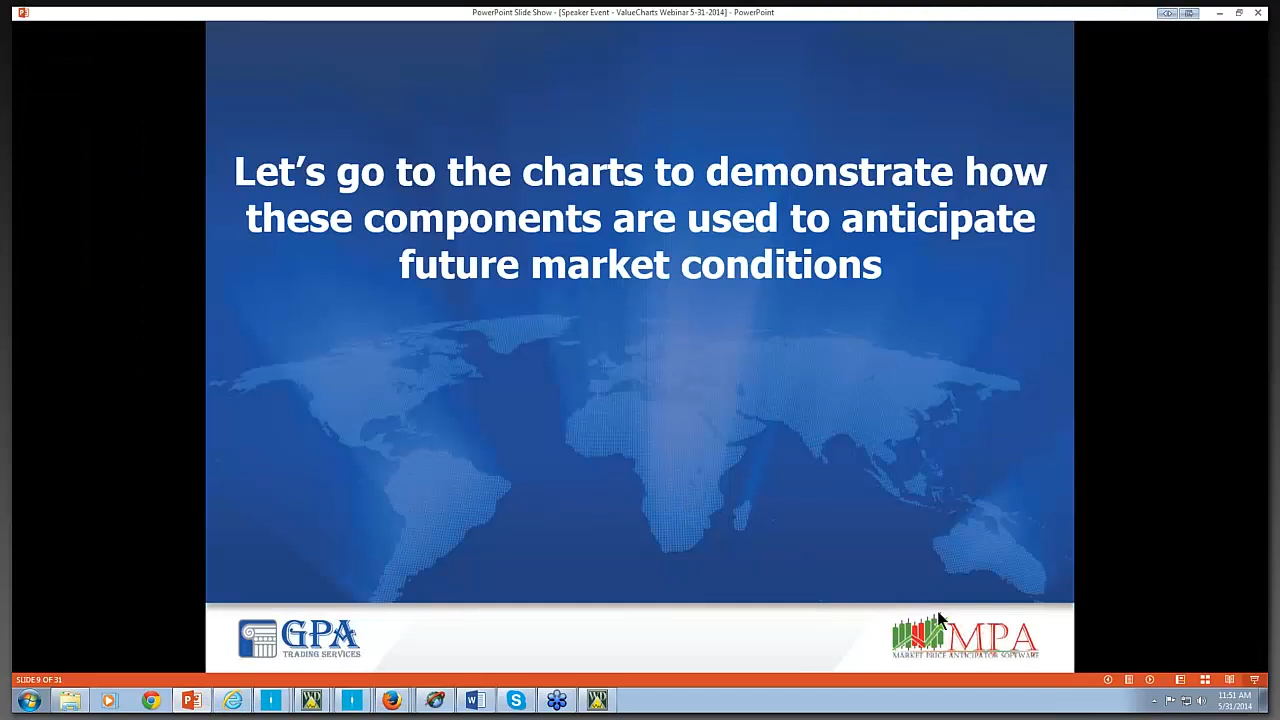 PowerPoint Slide Show - [Speaker Event - ValueCharts Webinar 5-31-2014] - PowerPoint
Let's go to the charts to demonstrate how
these components are used to anticipate
future market conditions
GPA
TRADING SERVICES
MPA
MARKET PRICE ANTICIPATOR SOFTWARE
SLIDE 9 OF 31
11:51 AM
5/31/2014